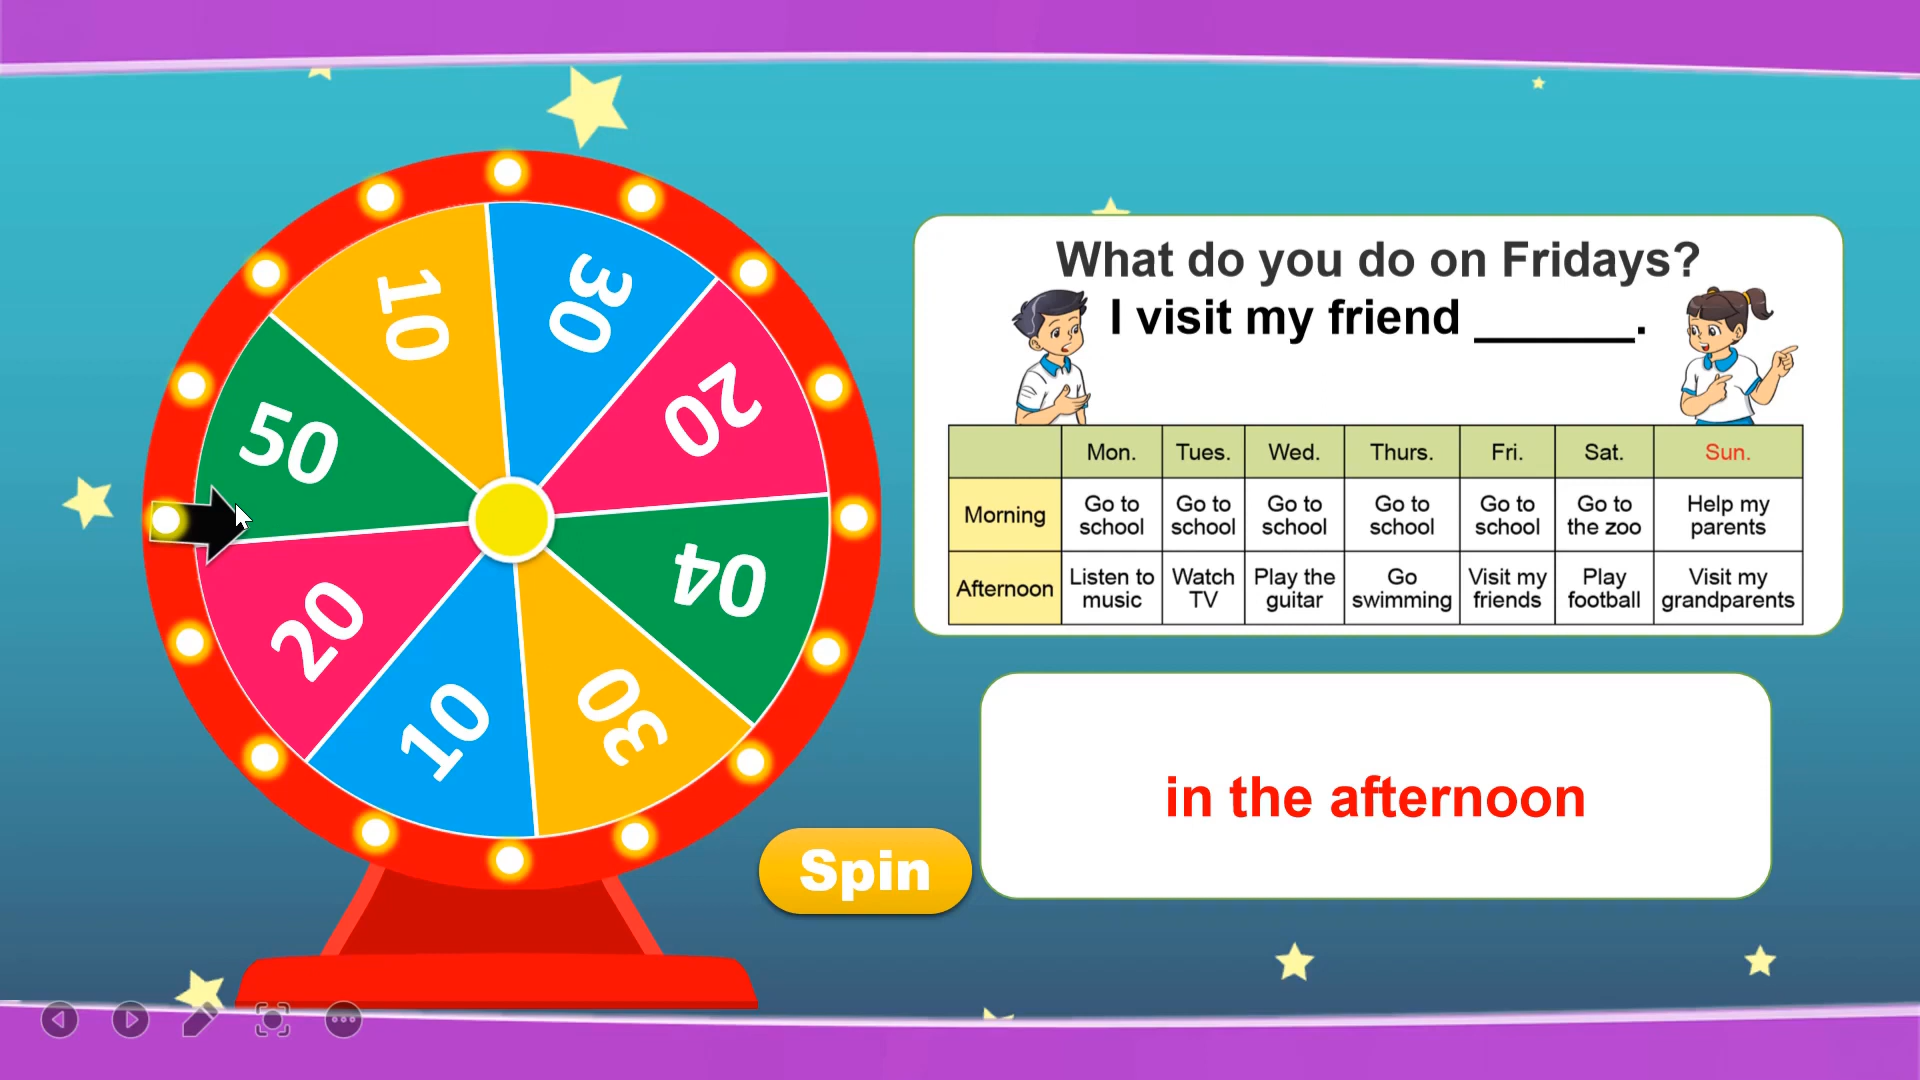 What do you do on Fridays?
I visit my friend ______.
Mon. Tues. Wed. Thurs. Fri. Sat. Sun.
Morning Go to school Go to school Go to school Go to school Go to school Go to the zoo Help my parents
Afternoon Listen to music Watch TV Play the guitar Go swimming Visit my friends Play football Visit my grandparents
in the afternoon
Spin
10
30
20
40
30
10
20
50